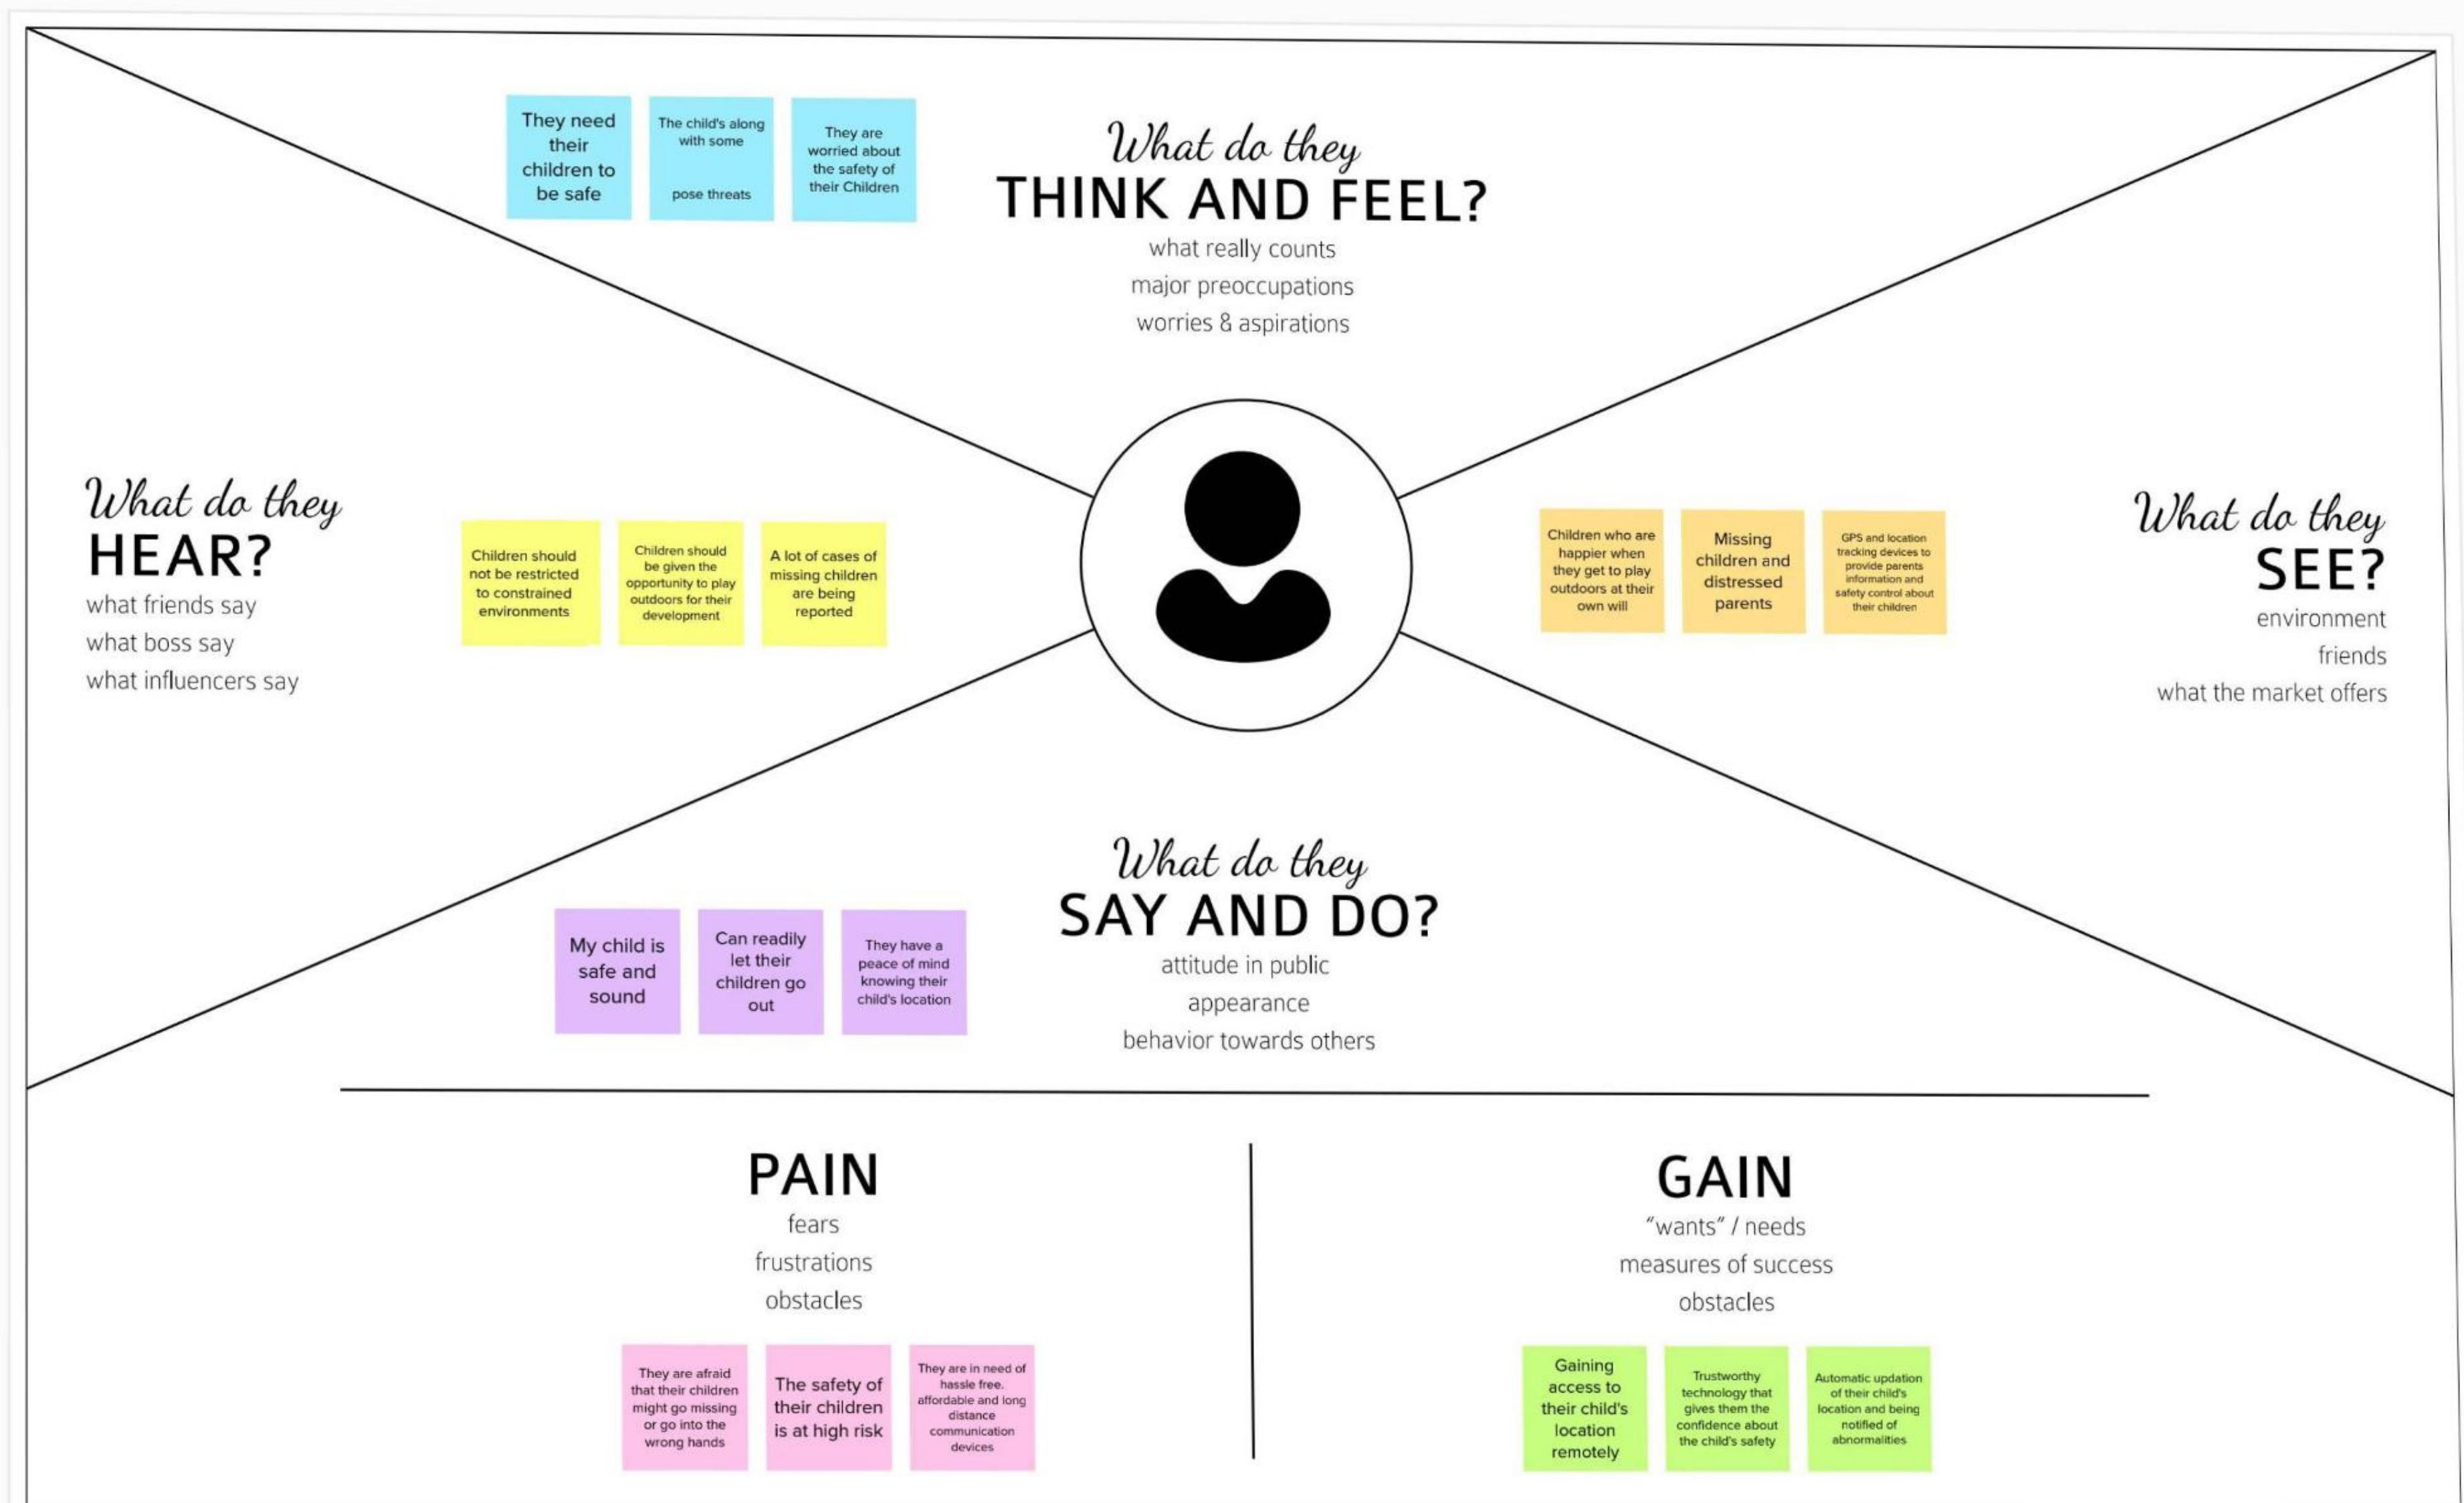 They need
their
children to
be safe
The child's along
with some
pose threats
They are
worried about
the safety of
their Children
What do they
THINK AND FEEL?
what really counts
major preoccupations
worries & aspirations
What do they
HEAR?
what friends say
what boss say
what influencers say
Children should
not be restricted
to constrained
environments
Children should
be given the
opportunity to play
outdoors for their
development
A lot of cases of
missing children
are being
reported
Children who are
happier when
they get to play
outdoors at their
own will
Missing
children and
distressed
parents
GPS and location
tracking devices to
provide parents
information and
safety control about
their children
What do they
SEE?
environment
friends
what the market offers
My child is
safe and
sound
Can readily
let their
children go
out
They have a
peace of mind
knowing their
child's location
What do they
SAY AND DO?
attitude in public
appearance
behavior towards others
PAIN
fears
frustrations
obstacles
They are afraid
that their children
might go missing
or go into the
wrong hands
The safety of
their children
is at high risk
They are in need of
hassle free,
affordable and long
distance
communication
devices
GAIN
"wants" / needs
measures of success
obstacles
Gaining
access to
their child's
location
remotely
Trustworthy
technology that
gives them the
confidence about
the child's safety
Automatic updation
of their child's
location and being
notified of
abnormalities